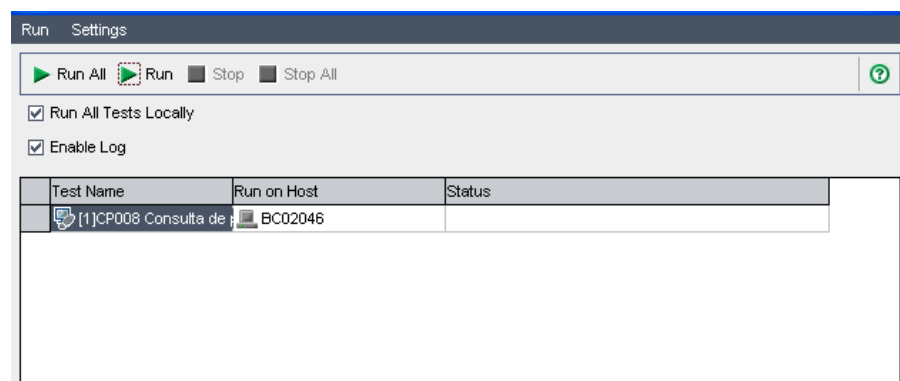 Run Settings
Run All Run Stop Stop All
Run All Tests Locally
Enable Log
Test Name Run on Host Status
[1]CP008 Consulta de BC02046